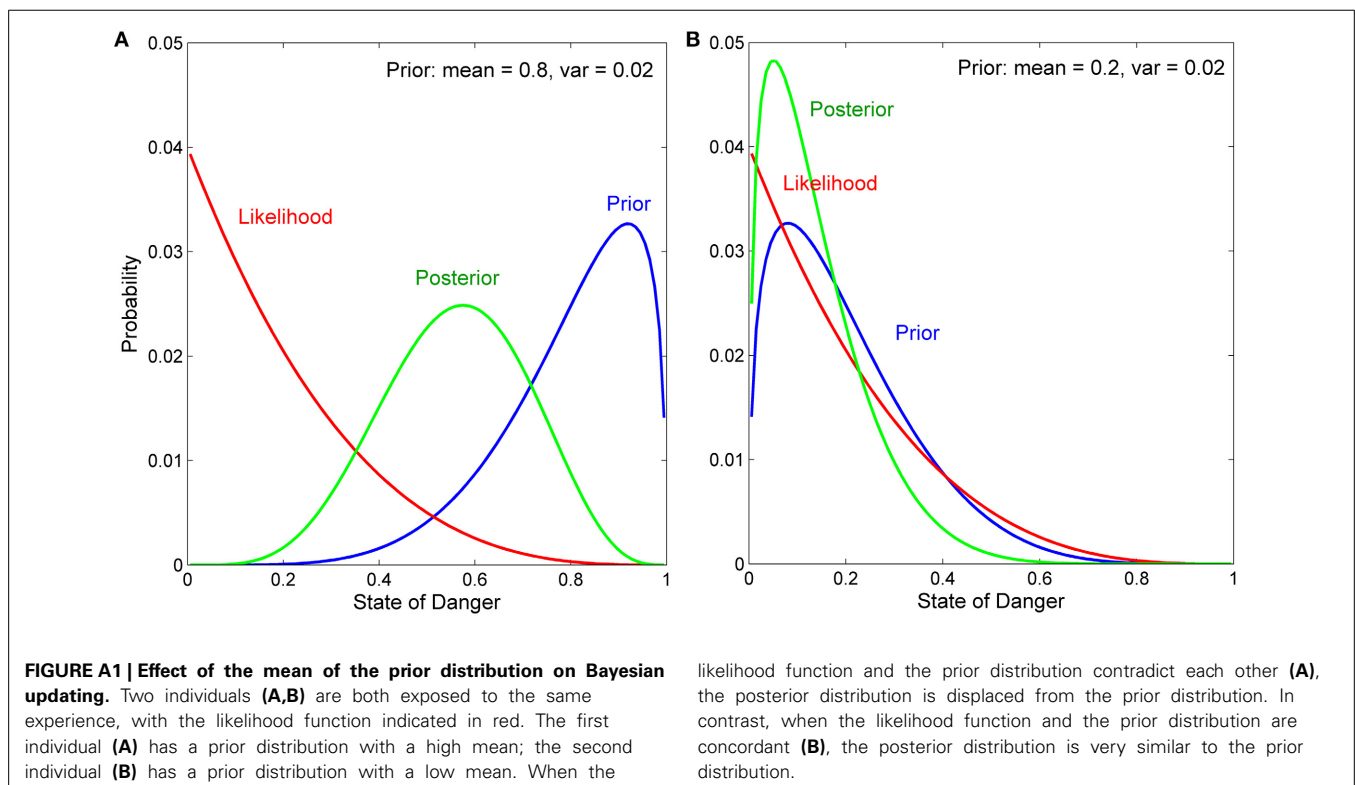 A
0.05
0.04
0.03
0.02
0.01
0
Probability
Prior: mean = 0.8, var = 0.02
Likelihood
Prior
Posterior
0 0.2 0.4 0.6 0.8 1
State of Danger
B
0.05
0.04
0.03
0.02
0.01
0
Prior: mean = 0.2, var = 0.02
Posterior
Likelihood
Prior
0 0.2 0.4 0.6 0.8 1
State of Danger
FIGURE A1 | Effect of the mean of the prior distribution on Bayesian
updating. Two individuals (A,B) are both exposed to the same
experience, with the likelihood function indicated in red. The first
individual (A) has a prior distribution with a high mean; the second
individual (B) has a prior distribution with a low mean. When the
likelihood function and the prior distribution contradict each other (A),
the posterior distribution is displaced from the prior distribution. In
contrast, when the likelihood function and the prior distribution are
concordant (B), the posterior distribution is very similar to the prior
distribution.